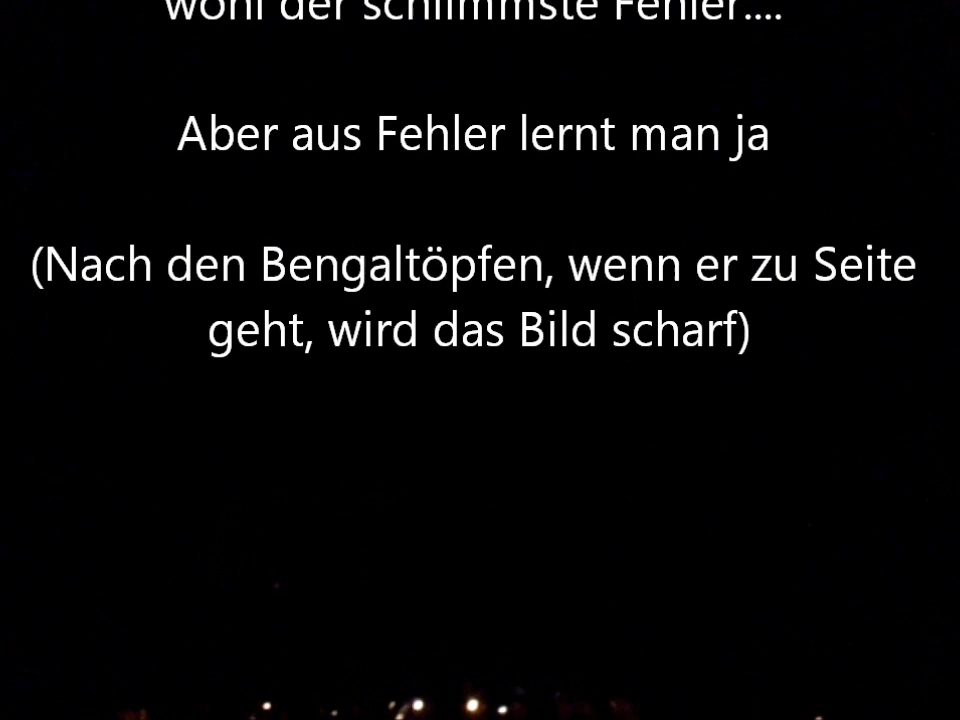 wohl der schlimmste Fehler....
Aber aus Fehler lernt man ja
(Nach den Bengaltöpfen, wenn er zu Seite
geht, wird das Bild scharf)